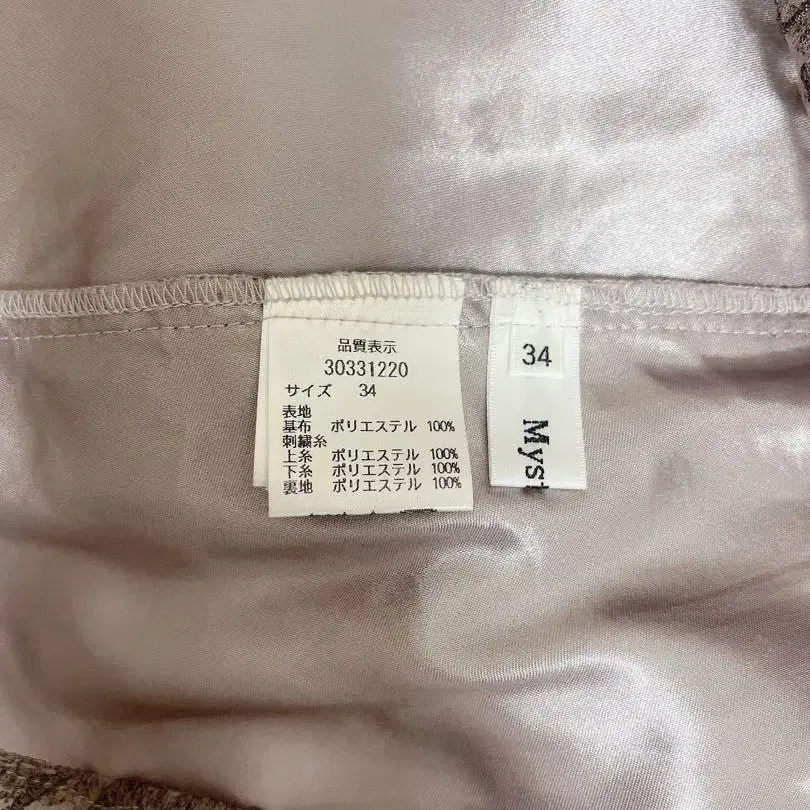 品質表示
30331220
サイズ 34
表地
基布 ポリエステル 100%
刺繍糸
上糸 ポリエステル 100%
下糸 ポリエステル 100%
裏地 ポリエステル 100%
34
Myst